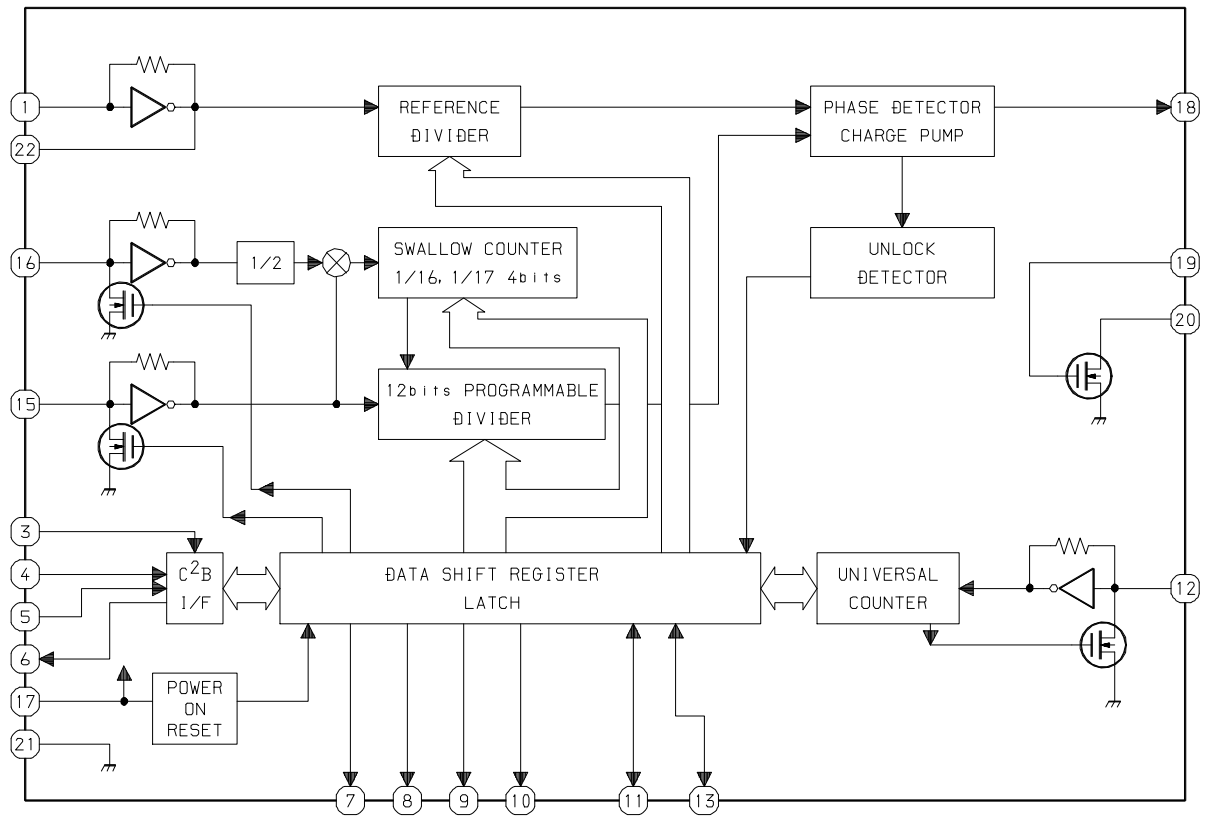 1
REFERENCE
DIVIDER
PHASE DETECTOR
CHARGE PUMP
18
22
16
1/2
SWALLOW COUNTER
1/16, 1/17 4bits
UNLOCK
DETECTOR
19
20
15
12bits PROGRAMMABLE
DIVIDER
3
4
5
6
C²B
I/F
DATA SHIFT REGISTER
LATCH
UNIVERSAL
COUNTER
12
17
POWER
ON
RESET
21
7
8
9
10
11
13